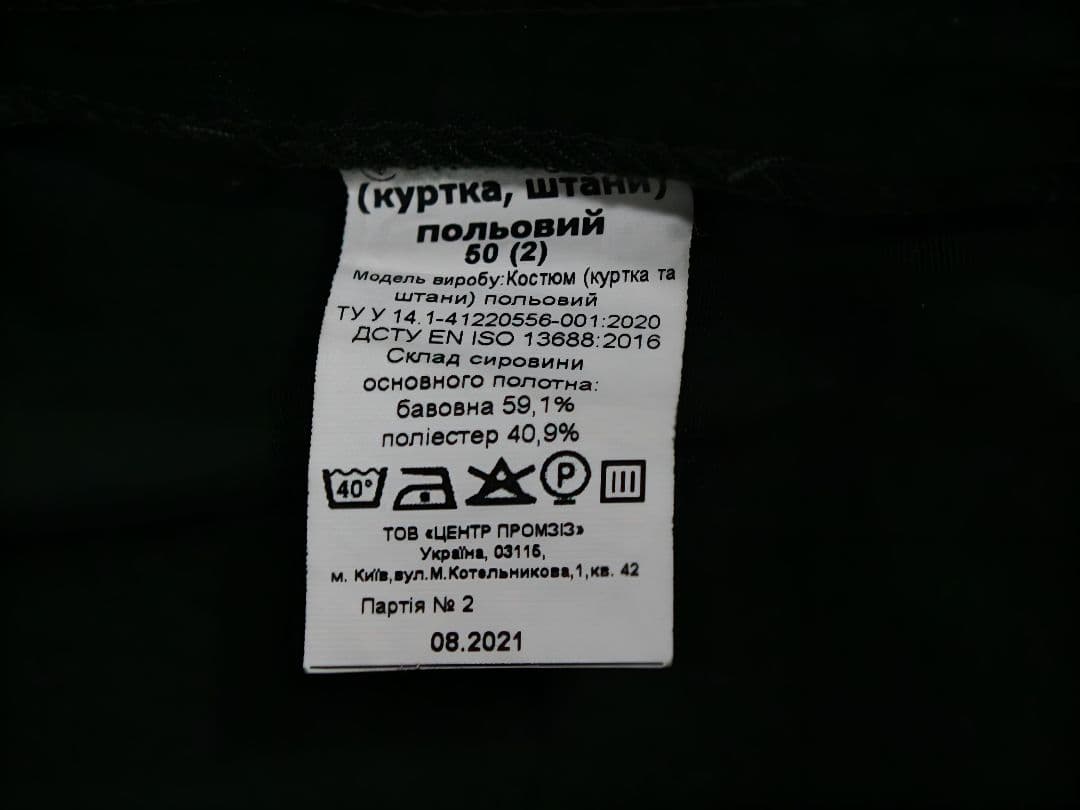 (куртка, штани)
польовий
50 (2)
Модель виробу:Костюм (куртка та
штани) польовий
ТУ У 14.1-41220556-001:2020
ДСТУ EN ISO 13688:2016
Склад сировини
основного полотна:
бавовна 59,1%
поліестер 40,9%
40° P
ТОВ «ЦЕНТР ПРОМЗІЗ»
Україна, 03115,
м. Київ,вул.М.Котельникова,1,кв. 42
Партія № 2
08.2021